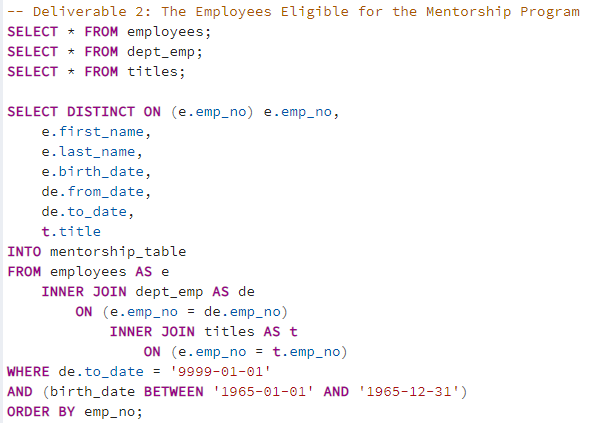 -- Deliverable 2: The Employees Eligible for the Mentorship Program
SELECT * FROM employees;
SELECT * FROM dept_emp;
SELECT * FROM titles;

SELECT DISTINCT ON (e.emp_no) e.emp_no,
    e.first_name,
    e.last_name,
    e.birth_date,
    de.from_date,
    de.to_date,
    t.title
INTO mentorship_table
FROM employees AS e
    INNER JOIN dept_emp AS de
        ON (e.emp_no = de.emp_no)
            INNER JOIN titles AS t
                ON (e.emp_no = t.emp_no)
WHERE de.to_date = '9999-01-01'
AND (birth_date BETWEEN '1965-01-01' AND '1965-12-31')
ORDER BY emp_no;